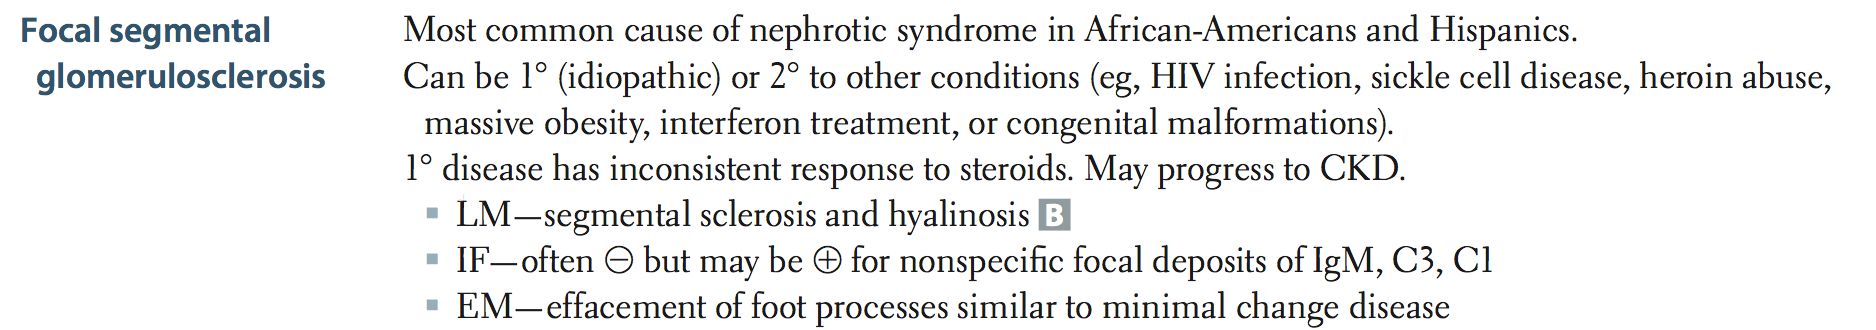 Focal segmental
glomerulosclerosis
Most common cause of nephrotic syndrome in African-Americans and Hispanics.
Can be 1° (idiopathic) or 2° to other conditions (eg, HIV infection, sickle cell disease, heroin abuse,
massive obesity, interferon treatment, or congenital malformations).
1° disease has inconsistent response to steroids. May progress to CKD.
▪ LM—segmental sclerosis and hyalinosis B
▪ IF—often ⊖ but may be ⊕ for nonspecific focal deposits of IgM, C3, C1
▪ EM—effacement of foot processes similar to minimal change disease